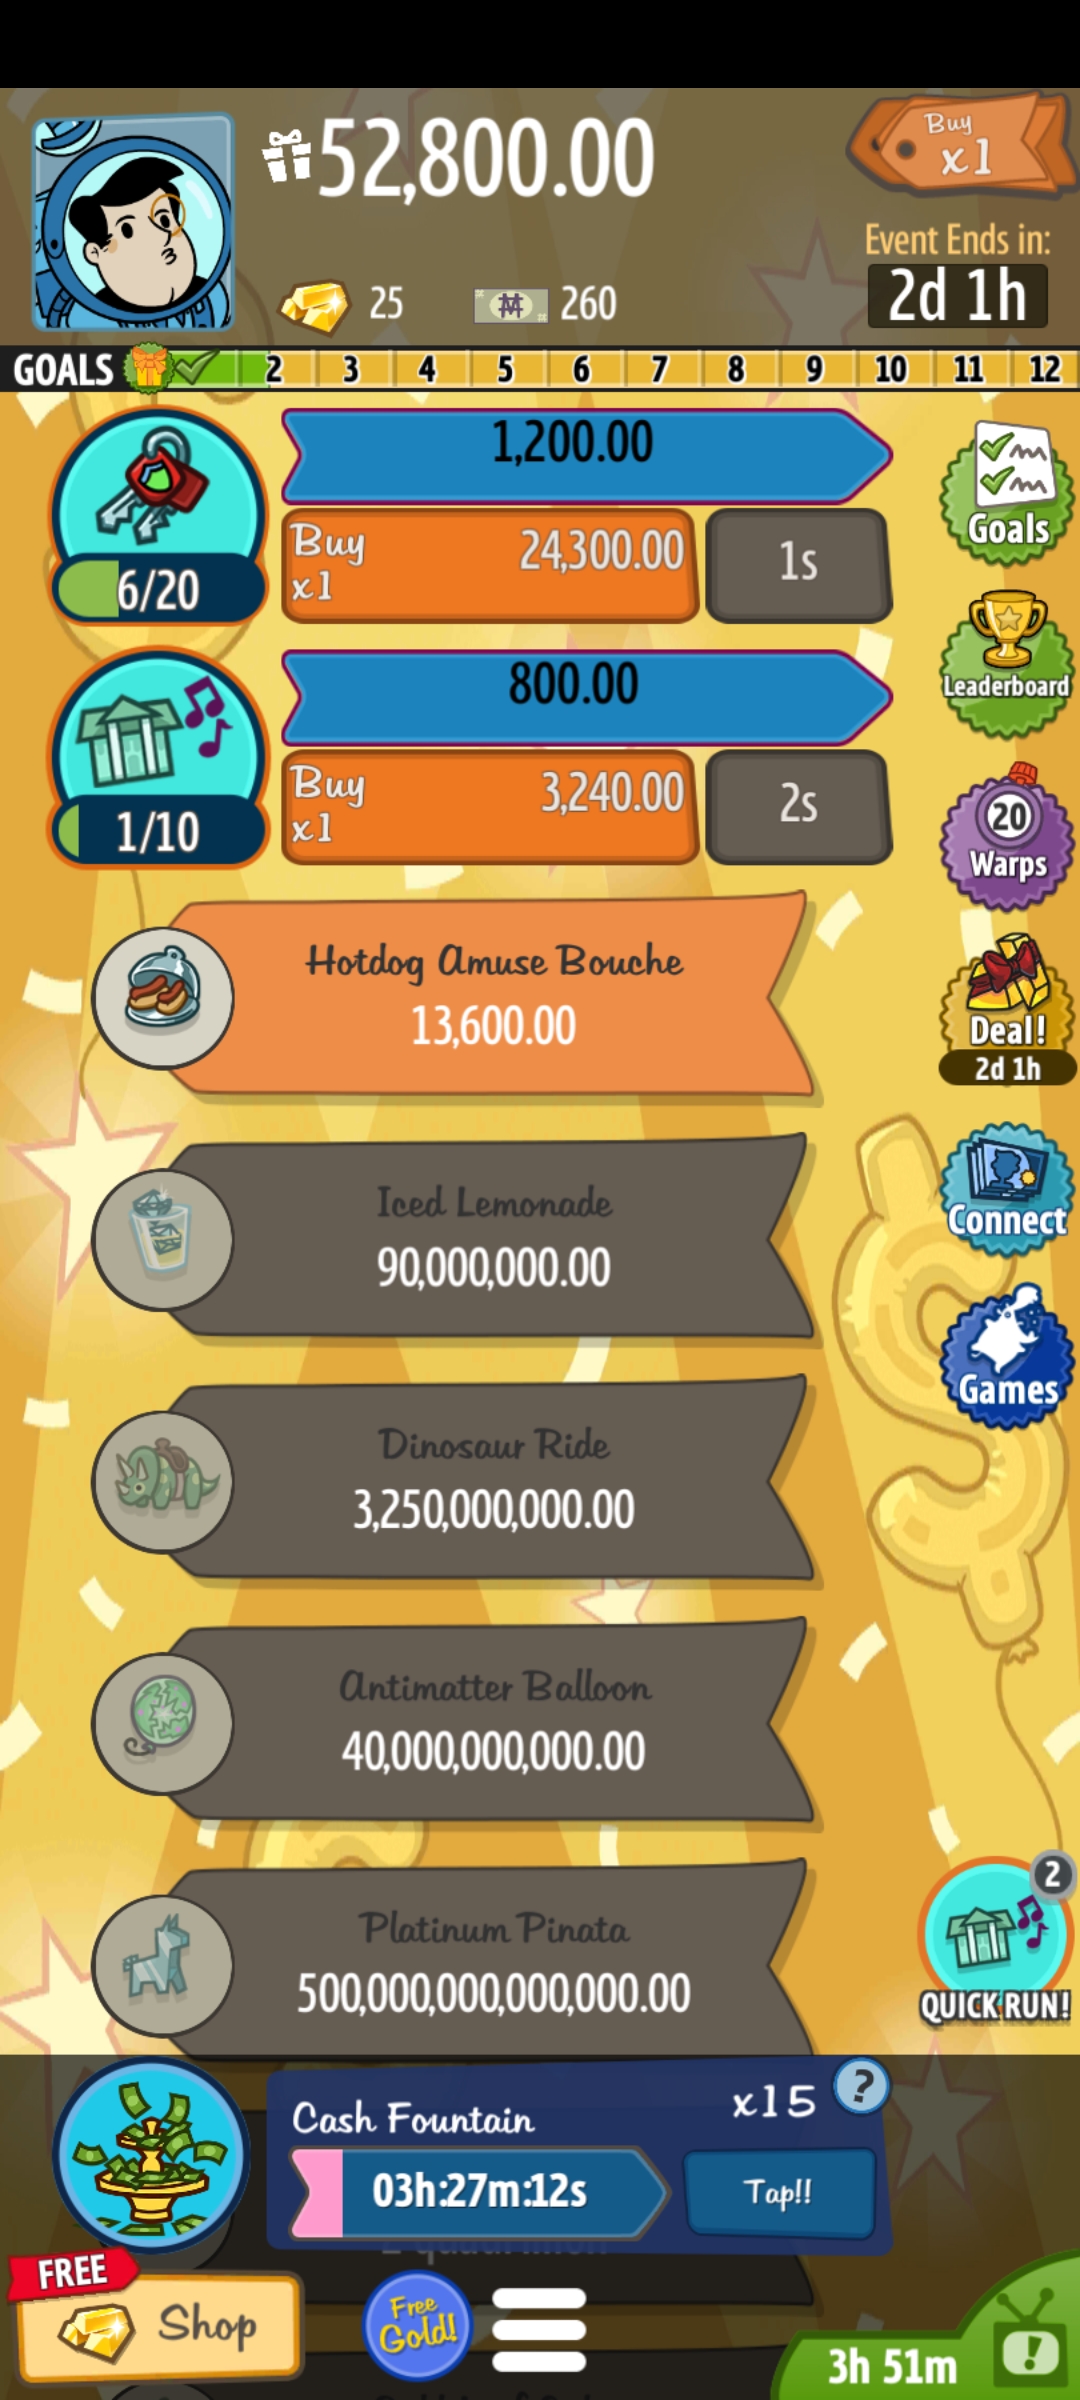 52,800.00
Buy
x1
Event Ends in:
2d 1h
25
260
GOALS 2 3 4 5 6 7 8 9 10 11 12
1,200.00
Buy
x1
24,300.00
1s
6/20
Goals
800.00
Buy
x1
3,240.00
2s
1/10
Leaderboard
20
Warps
Hotdog Amuse Bouche
13,600.00
Deal!
2d 1h
Iced Lemonade
90,000,000.00
Connect
Dinosaur Ride
3,250,000,000.00
Games
Antimatter Balloon
40,000,000,000.00
Platinum Pinata
500,000,000,000,000.00
2
QUICK RUN!
Cash Fountain
x15
?
03h:27m:12s
Tap!!
FREE
Shop
Free
Gold!
3h 51m
!